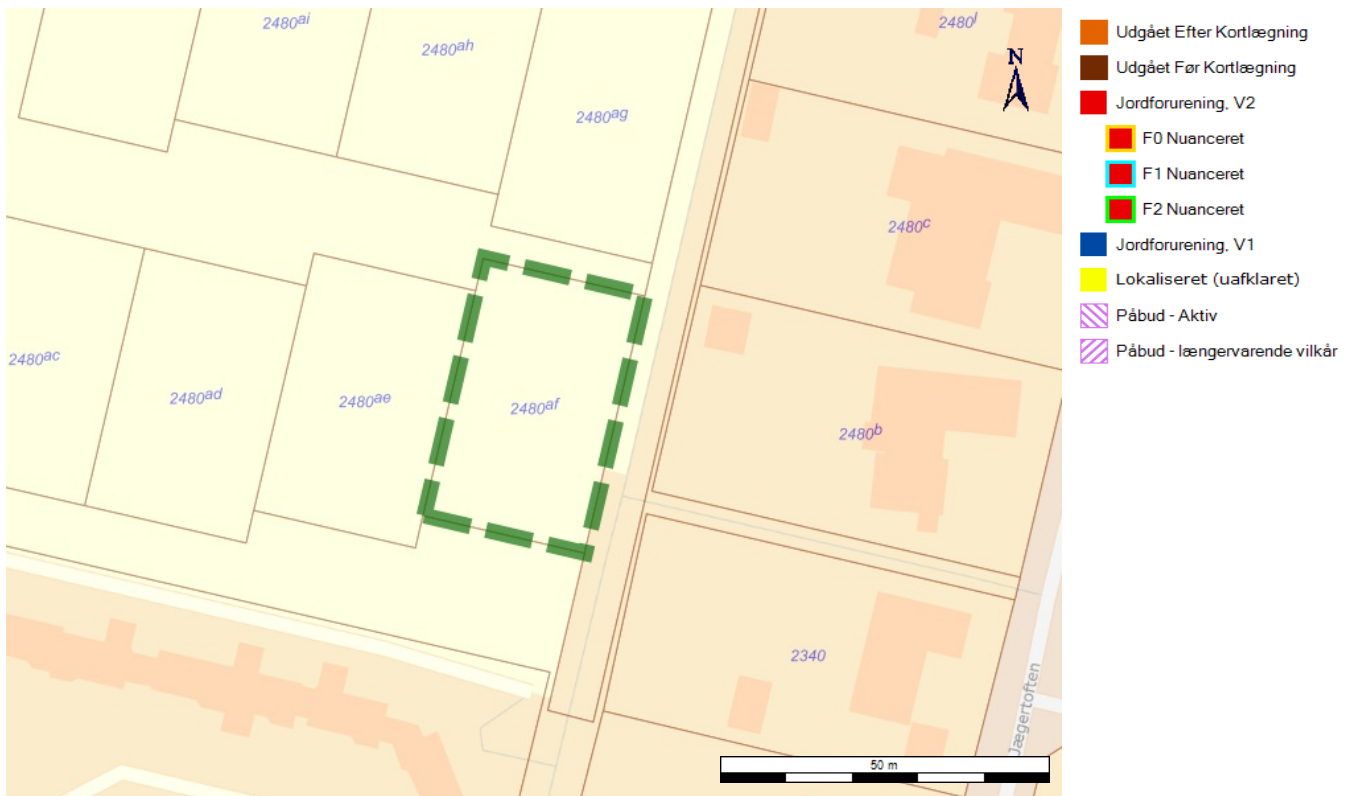 2480ai
2480ah
2480ag
2480l
N
2480c
2480ac
2480ad
2480ae
2480af
2480b
2340
Jægertoften
50 m
Udgået Efter Kortlægning
Udgået Før Kortlægning
Jordforurening, V2
F0 Nuanceret
F1 Nuanceret
F2 Nuanceret
Jordforurening, V1
Lokaliseret (uafklaret)
Påbud - Aktiv
Påbud - længervarende vilkår